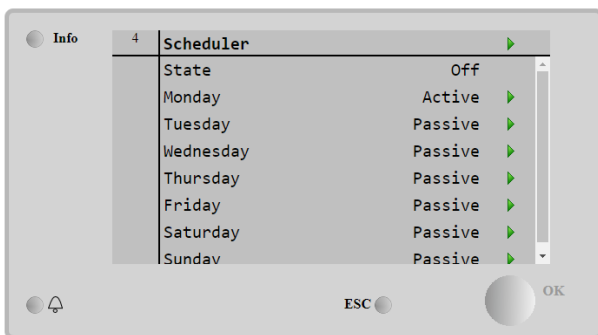 Info
4 Scheduler
State Off
Monday Active
Tuesday Passive
Wednesday Passive
Thursday Passive
Friday Passive
Saturday Passive
Sunday Passive
ESC
OK